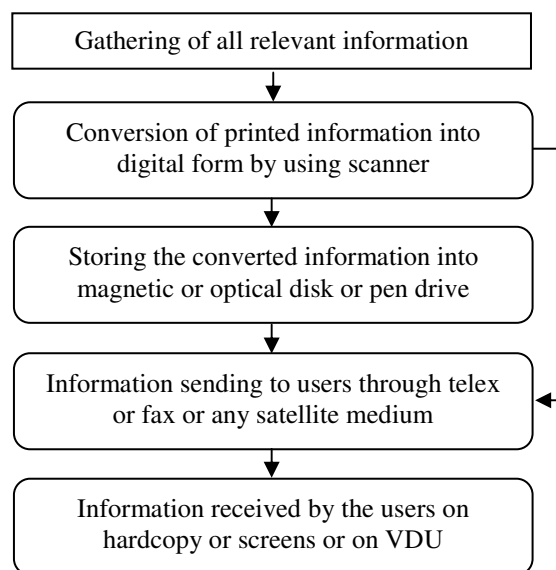 Gathering of all relevant information
Conversion of printed information into
digital form by using scanner
Storing the converted information into
magnetic or optical disk or pen drive
Information sending to users through telex
or fax or any satellite medium
Information received by the users on
hardcopy or screens or on VDU